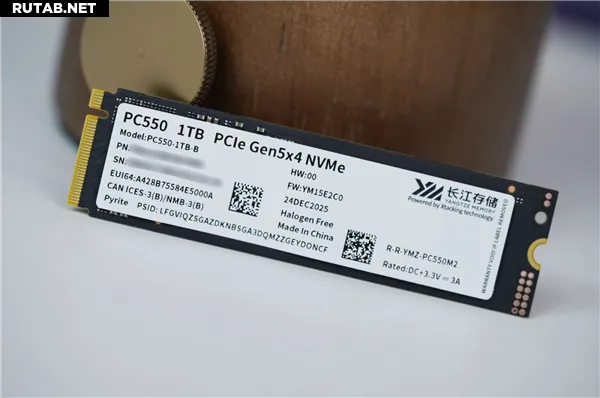 RUTAB.NET
PC550 1TB PCIe Gen5x4 NVMe
Model:PC550-1TB-B
PN:
SN:
EUI64:A428B75584E5000A
CAN ICES-3(B)/NMB-3(B)
Pyrite PSID: LFGVIQZSGAZDKNBSGA3DQMZZGEYDONCF
HW:00
FW:YM15E2C0
24DEC2025
Halogen Free
Made In China
长江存储
YANGTZE MEMORY
Powered by Xtacking technology
R-R-YMZ-PC550M2
Rated:DC+3.3V ⎓ 3A
WARRANTY VOID IF LABEL REMOVED